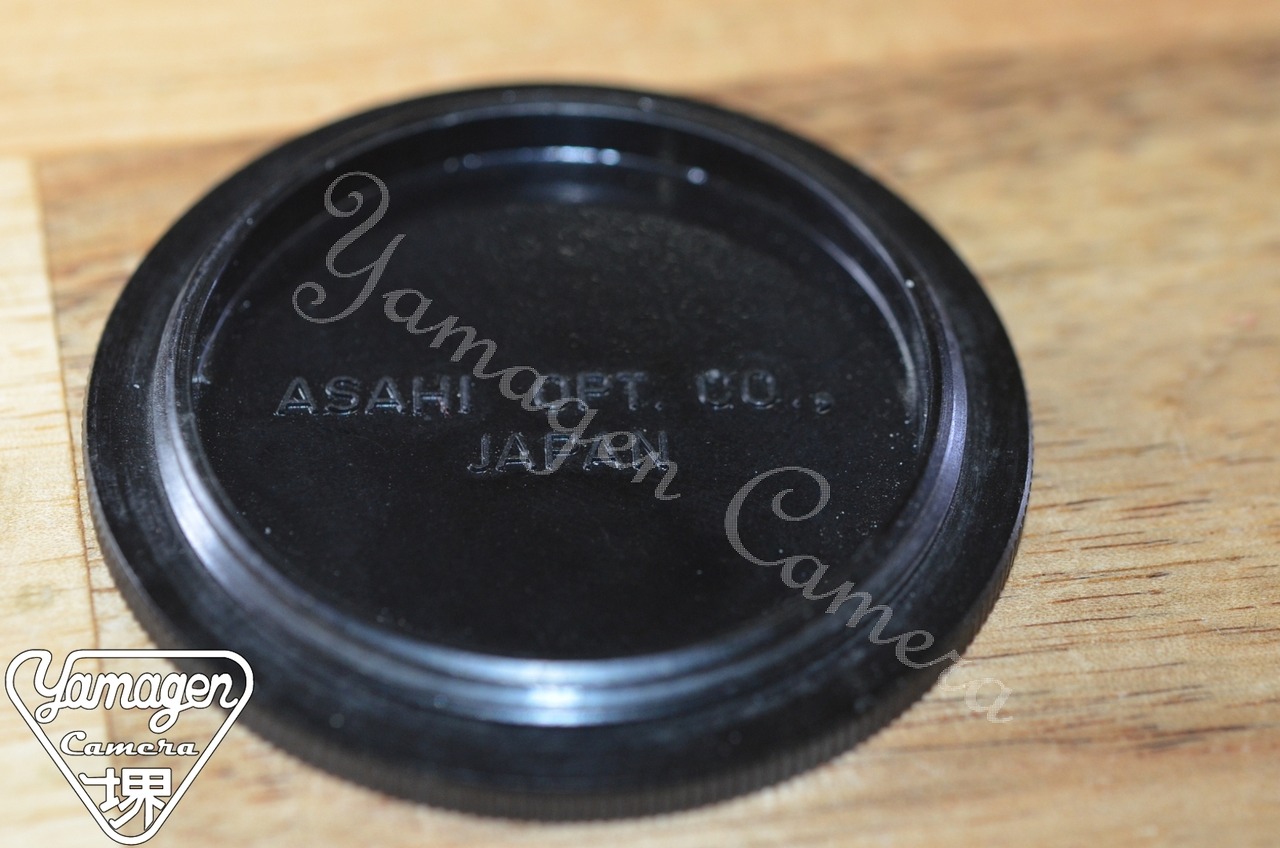 ASAHI OPT. CO.,
JAPAN
Yamagen Camera
Yamagen
Camera
堺